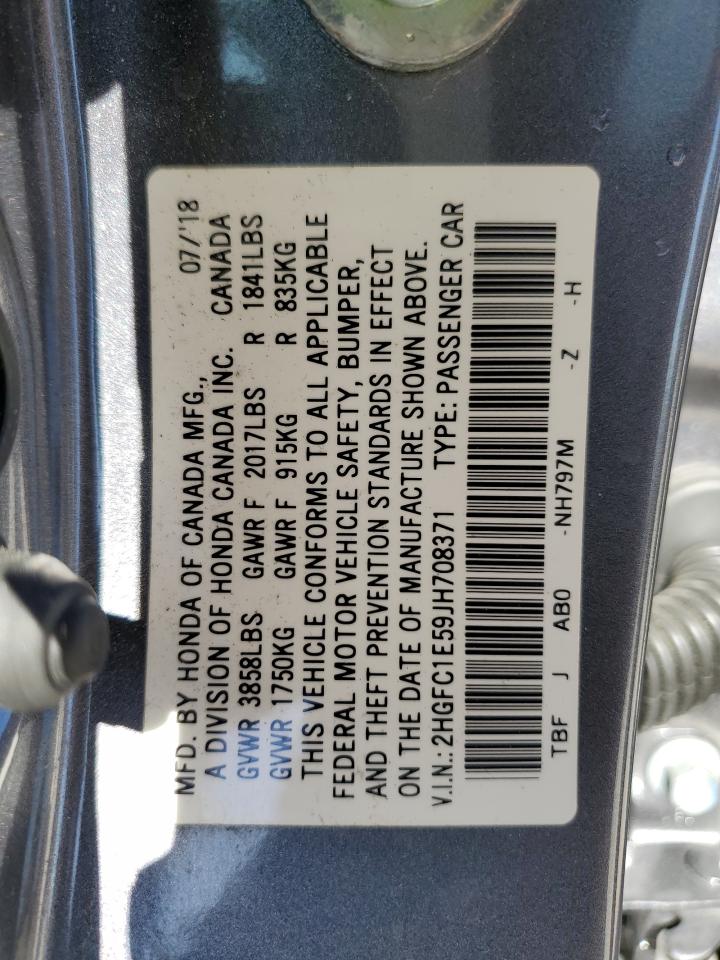 07/'18
MFD. BY HONDA OF CANADA MFG.,
A DIVISION OF HONDA CANADA INC. CANADA
GVWR 3858LBS GAWR F 2017LBS R 1841LBS
GVWR 1750KG GAWR F 915KG R 835KG
THIS VEHICLE CONFORMS TO ALL APPLICABLE
FEDERAL MOTOR VEHICLE SAFETY, BUMPER,
AND THEFT PREVENTION STANDARDS IN EFFECT
ON THE DATE OF MANUFACTURE SHOWN ABOVE.
V.I.N.: 2HGFC1E59JH708371 TYPE: PASSENGER CAR
TBF J AB0 -NH797M -Z -H